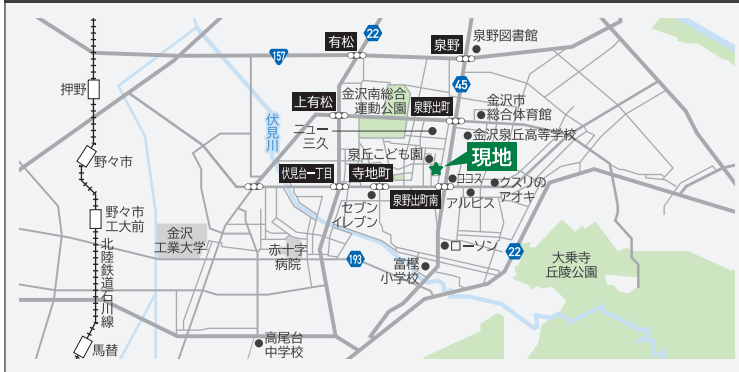 22
有松
泉野
泉野図書館
157
押野
45
金沢南総合
運動公園
上有松
泉野出町
金沢市
総合体育館
伏見川
ニュー
三久
金沢泉丘高等学校
野々市
泉丘こども園
現地
伏見台一丁目
寺地町
ココス
クスリの
アオキ
泉野出町南
アルビス
セブン
イレブン
野々市
工大前
金沢
工業大学
北陸鉄道石川線
赤十字
病院
193
ローソン
22
富樫
小学校
大乗寺
丘陵公園
高尾台
中学校
馬替